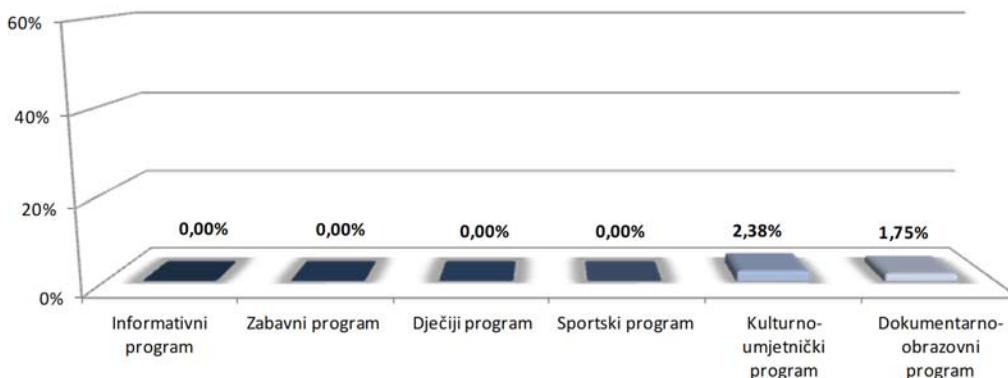 60%
40%
20%
0%
0,00%
0,00%
0,00%
0,00%
2,38%
1,75%
Informativni
program
Zabavni program
Dječiji program
Sportski program
Kulturno-
umjetnički
program
Dokumentarno-
obrazovni
program